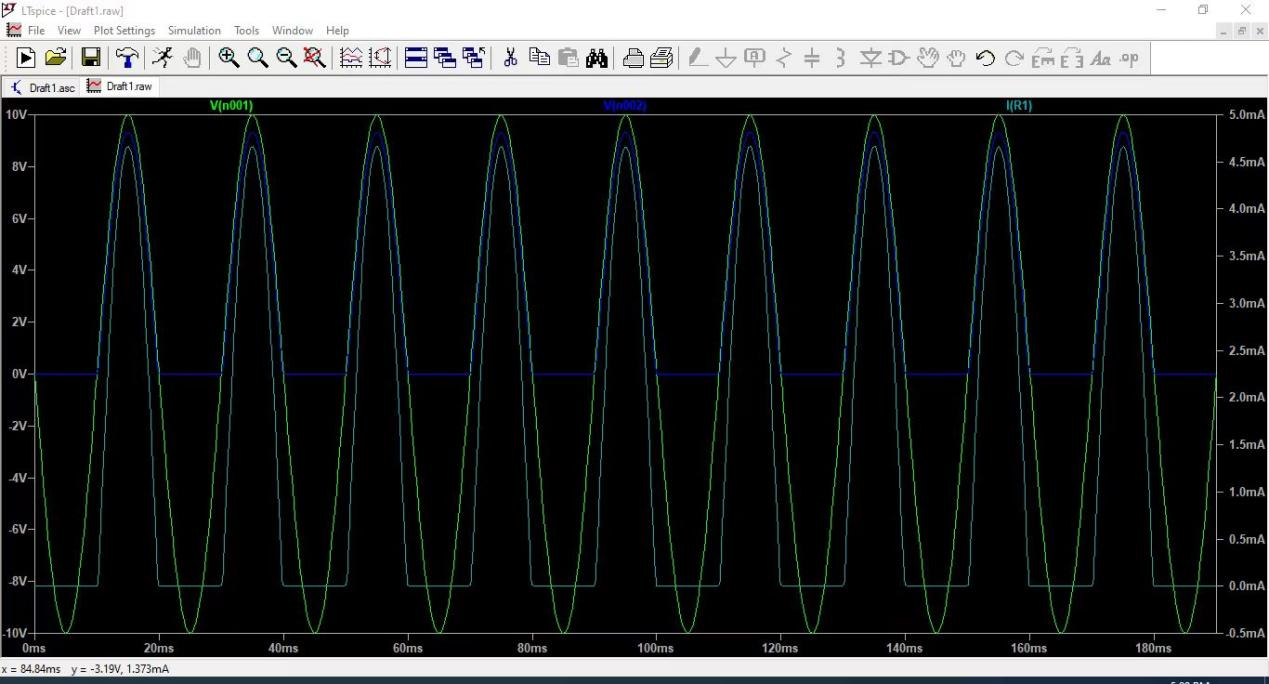 LTspice - [Draft1.raw]
File View Plot Settings Simulation Tools Window Help
Draft1.asc Draft1.raw
V(n001) V(n002) I(R1)
10V 5.0mA
8V 4.5mA
6V 4.0mA
4V 3.5mA
2V 3.0mA
0V 2.5mA
-2V 2.0mA
-4V 1.5mA
-6V 1.0mA
-8V 0.5mA
0.0mA
-10V -0.5mA
0ms 20ms 40ms 60ms 80ms 100ms 120ms 140ms 160ms 180ms
x = 84.84ms y = -3.19V, 1.373mA